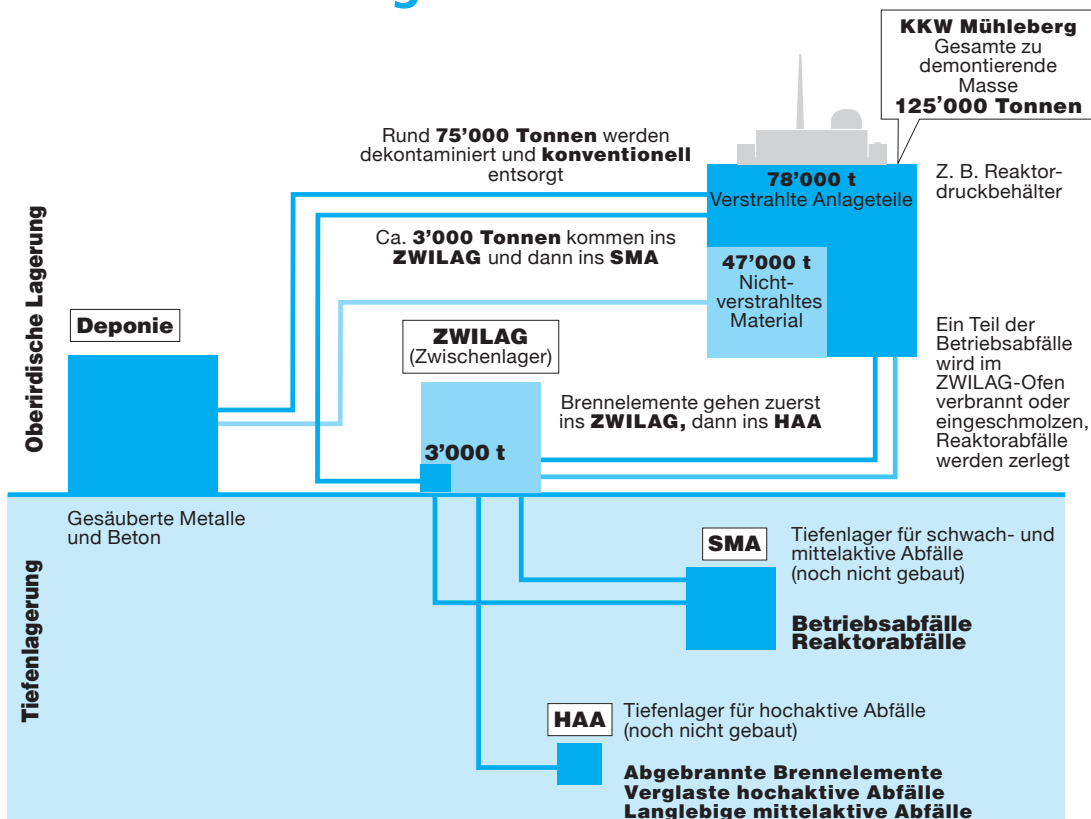 KKW Mühleberg
Gesamte zu
demontierende
Masse
125'000 Tonnen
Rund 75'000 Tonnen werden
dekontaminiert und konventionell
entsorgt
78'000 t
Verstrahlte Anlageteile
Z. B. Reaktor-
druckbehälter
Ca. 3'000 Tonnen kommen ins
ZWILAG und dann ins SMA
47'000 t
Nicht-
verstrahltes
Material
Oberirdische Lagerung
Deponie
ZWILAG
(Zwischenlager)
Ein Teil der
Betriebsabfälle
wird im
ZWILAG-Ofen
verbrannt oder
eingeschmolzen,
Reaktorabfälle
werden zerlegt
Brennelemente gehen zuerst
ins ZWILAG, dann ins HAA
3'000 t
Gesäuberte Metalle
und Beton
Tiefenlagerung
SMA
Tiefenlager für schwach- und
mittelaktive Abfälle
(noch nicht gebaut)
Betriebsabfälle
Reaktorabfälle
HAA
Tiefenlager für hochaktive Abfälle
(noch nicht gebaut)
Abgebrannte Brennelemente
Verglaste hochaktive Abfälle
Langlebige mittelaktive Abfälle